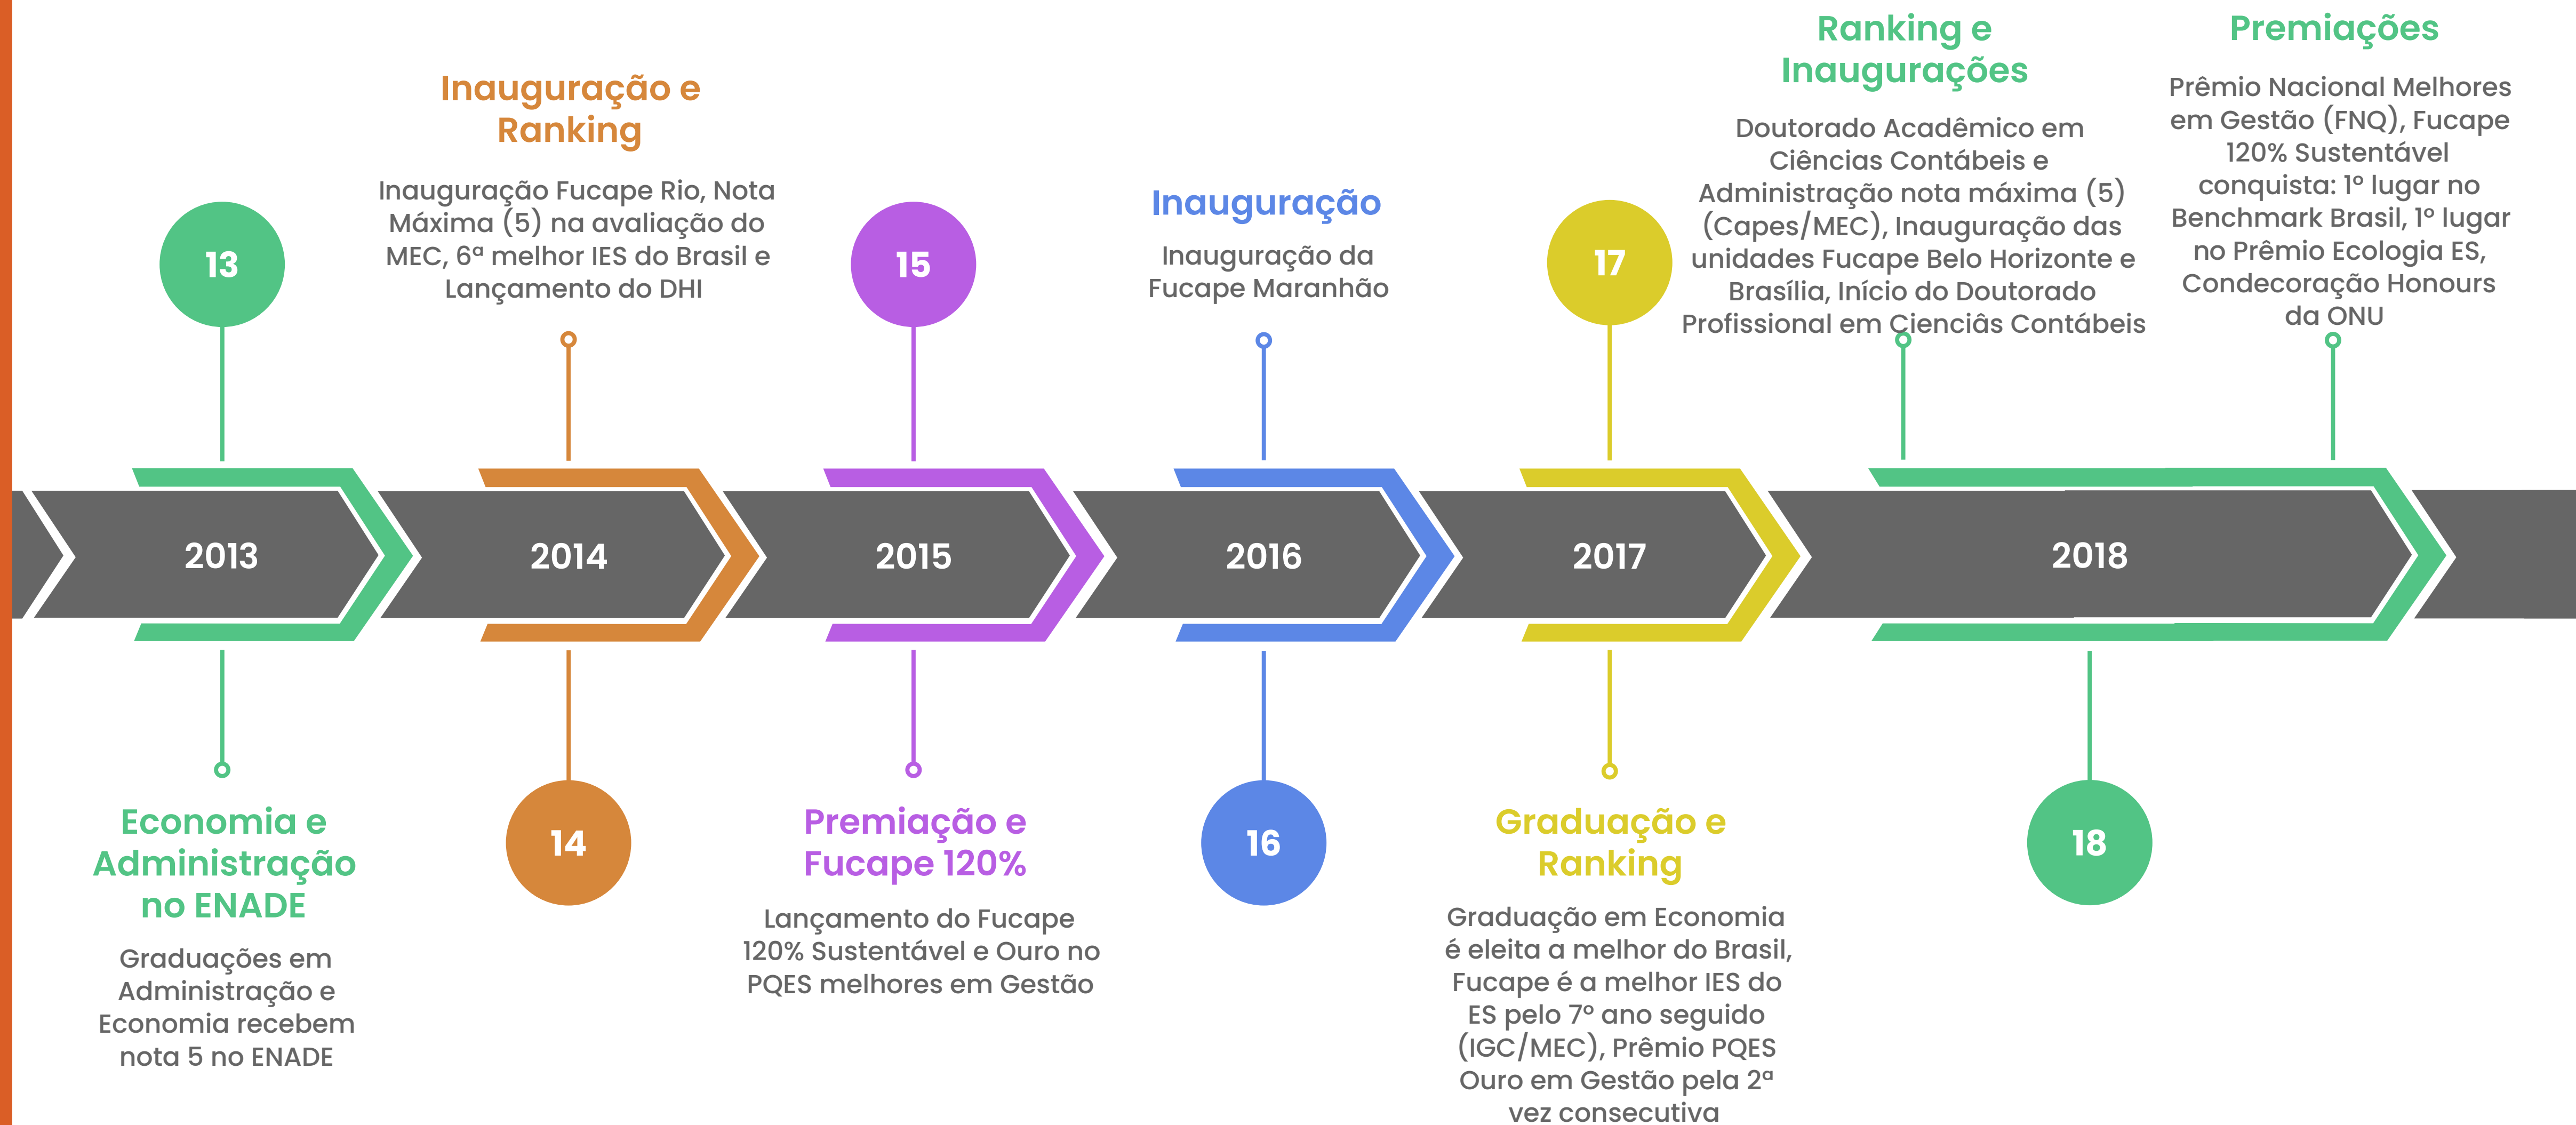 13
2013
Economia e
Administração
no ENADE
Graduações em
Administração e
Economia recebem
nota 5 no ENADE
Inauguração e
Ranking
Inauguração Fucape Rio, Nota
Máxima (5) na avaliação do
MEC, 6ª melhor IES do Brasil e
Lançamento do DHI
2014
14
15
2015
Premiação e
Fucape 120%
Lançamento do Fucape
120% Sustentável e Ouro no
PQES melhores em Gestão
Inauguração
Inauguração da
Fucape Maranhão
2016
16
17
2017
Graduação e
Ranking
Graduação em Economia
é eleita a melhor do Brasil,
Fucape é a melhor IES do
ES pelo 7º ano seguido
(IGC/MEC), Prêmio PQES
Ouro em Gestão pela 2ª
vez consecutiva
Ranking e
Inaugurações
Doutorado Acadêmico em
Ciências Contábeis e
Administração nota máxima (5)
(Capes/MEC), Inauguração das
unidades Fucape Belo Horizonte e
Brasília, Início do Doutorado
Profissional em Cienciâs Contábeis
Premiações
Prêmio Nacional Melhores
em Gestão (FNQ), Fucape
120% Sustentável
conquista: 1º lugar no
Benchmark Brasil, 1º lugar
no Prêmio Ecologia ES,
Condecoração Honours
da ONU
2018
18